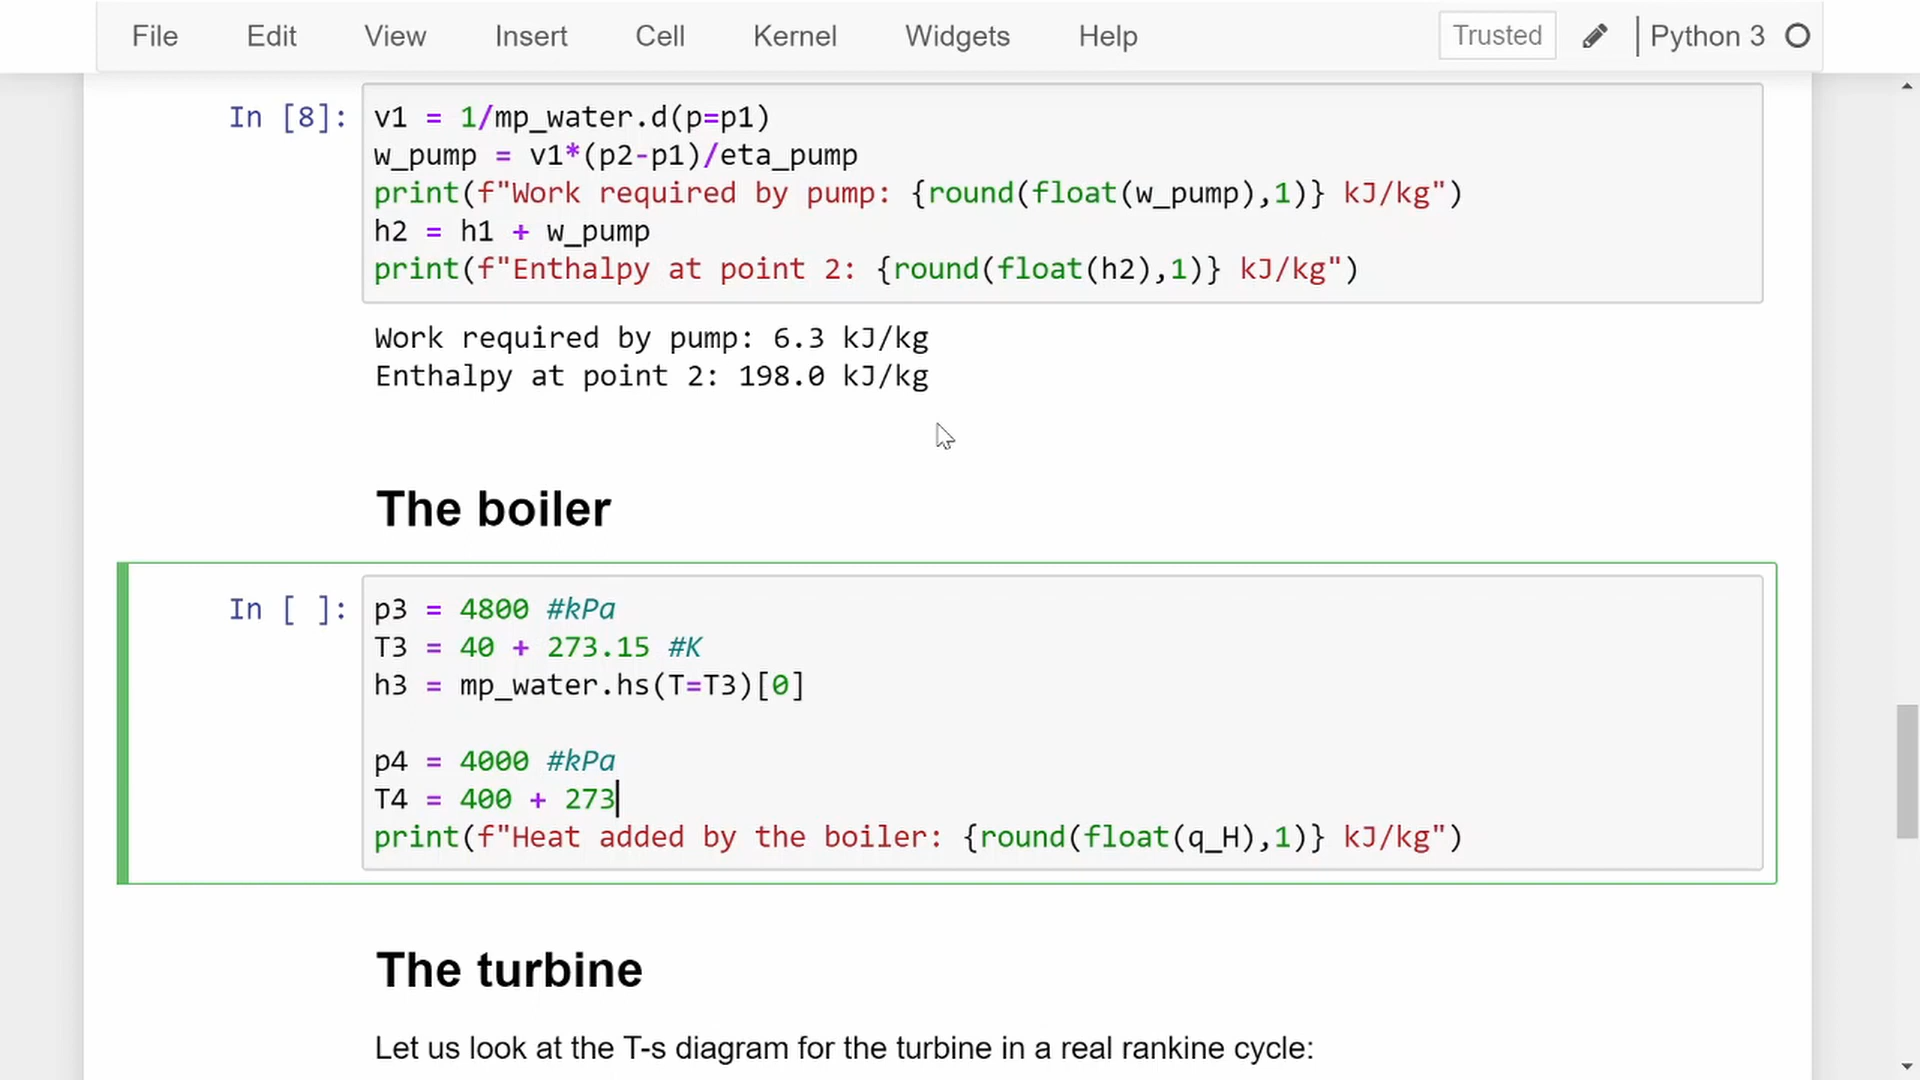 File Edit View Insert Cell Kernel Widgets Help Trusted Python 3
In [8]: v1 = 1/mp_water.d(p=p1)
w_pump = v1*(p2-p1)/eta_pump
print(f"Work required by pump: {round(float(w_pump),1)} kJ/kg")
h2 = h1 + w_pump
print(f"Enthalpy at point 2: {round(float(h2),1)} kJ/kg")
Work required by pump: 6.3 kJ/kg
Enthalpy at point 2: 198.0 kJ/kg
The boiler
In [ ]: p3 = 4800 #kPa
T3 = 40 + 273.15 #K
h3 = mp_water.hs(T=T3)[0]
p4 = 4000 #kPa
T4 = 400 + 273
print(f"Heat added by the boiler: {round(float(q_H),1)} kJ/kg")
The turbine
Let us look at the T-s diagram for the turbine in a real rankine cycle: